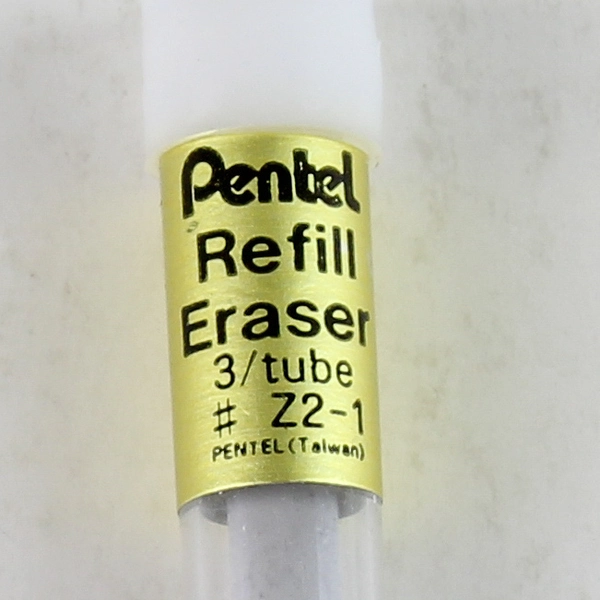 Pentel
Refill
Eraser
3/tube
# Z2-1
PENTEL(Taiwan)